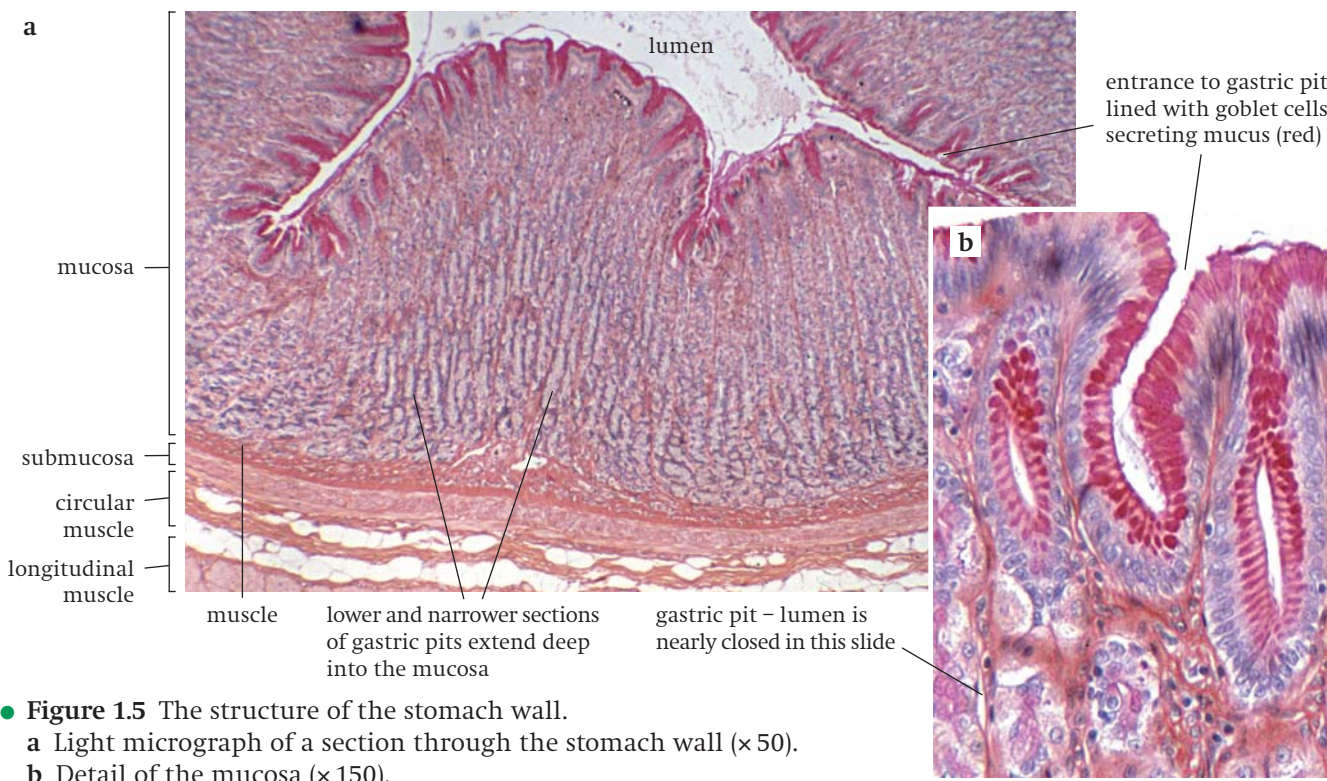 a
lumen
entrance to gastric pit
lined with goblet cells
secreting mucus (red)
b
mucosa
submucosa
circular
muscle
longitudinal
muscle
muscle
lower and narrower sections
of gastric pits extend deep
into the mucosa
gastric pit – lumen is
nearly closed in this slide
● Figure 1.5 The structure of the stomach wall.
a Light micrograph of a section through the stomach wall (× 50).
b Detail of the mucosa (× 150).